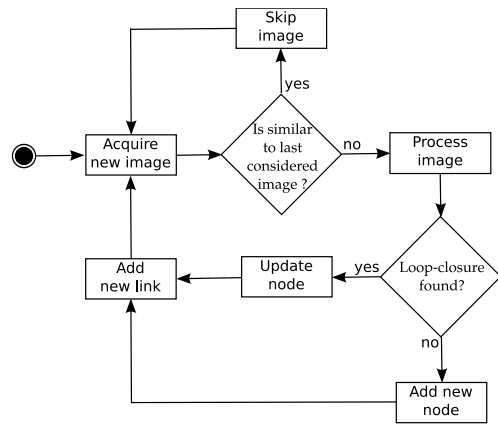 Skip
image
yes
Acquire
new image
Is similar
to last
considered
image ?
no
Process
image
Add
new link
Update
node
yes
Loop-closure
found?
no
Add new
node